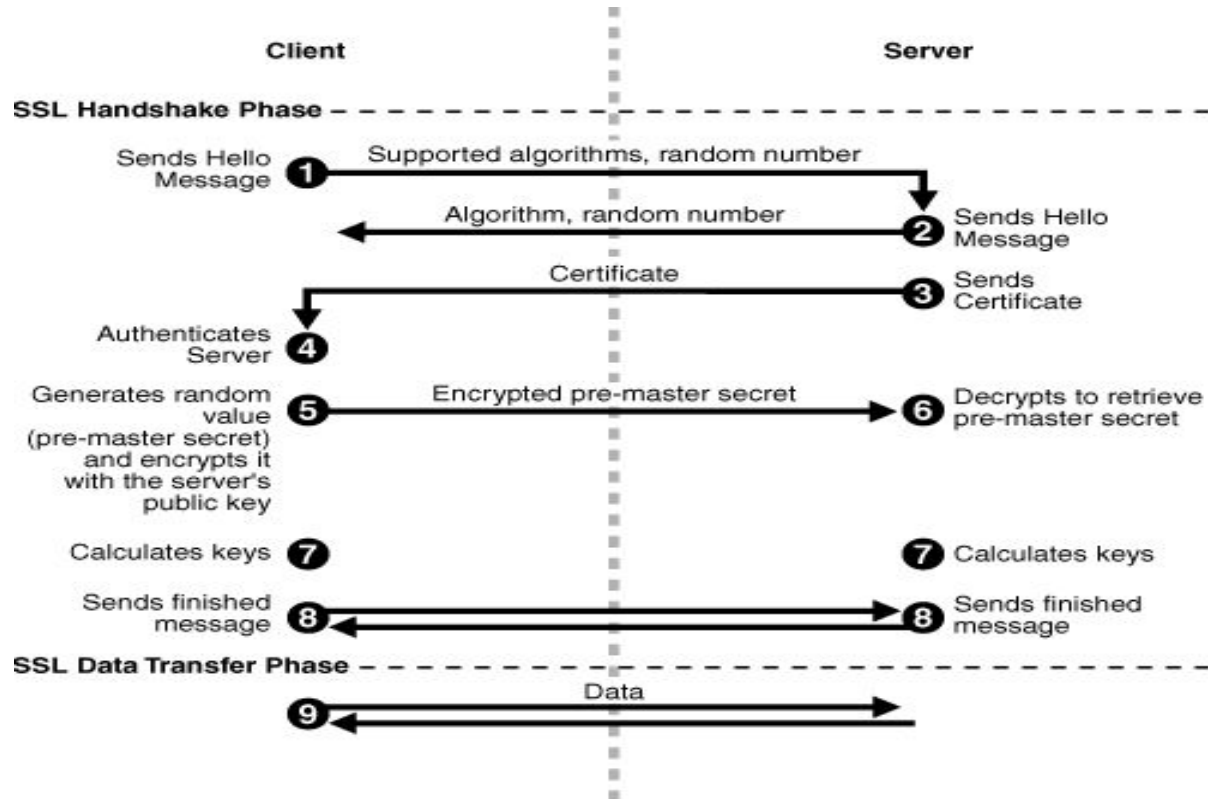 Client
Server
SSL Handshake Phase
Sends Hello
Message
1
Supported algorithms, random number
Algorithm, random number
2
Sends Hello
Message
Certificate
3
Sends
Certificate
Authenticates
Server
4
Generates random
value
(pre-master secret)
and encrypts it
with the server's
public key
5
Encrypted pre-master secret
6
Decrypts to retrieve
pre-master secret
Calculates keys
7
7
Calculates keys
Sends finished
message
8
8
Sends finished
message
SSL Data Transfer Phase
9
Data